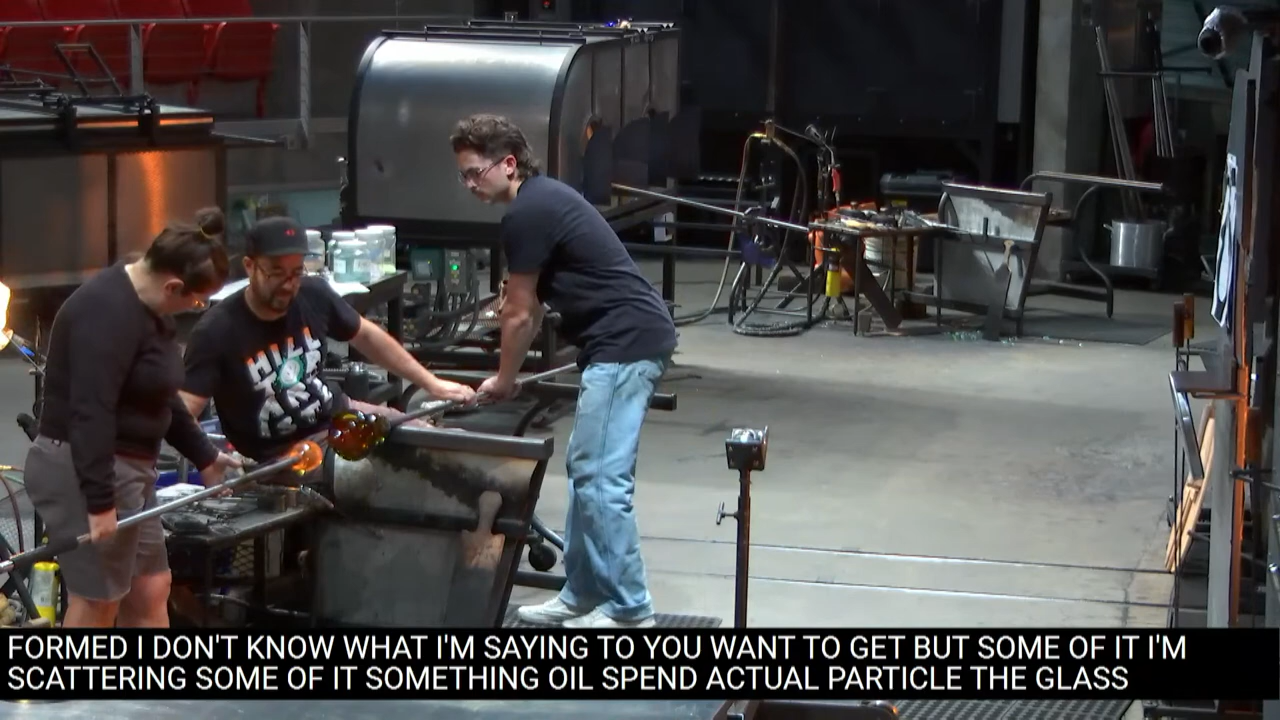 HILL
FORMED I DON'T KNOW WHAT I'M SAYING TO YOU WANT TO GET BUT SOME OF IT I'M
SCATTERING SOME OF IT SOMETHING OIL SPEND ACTUAL PARTICLE THE GLASS